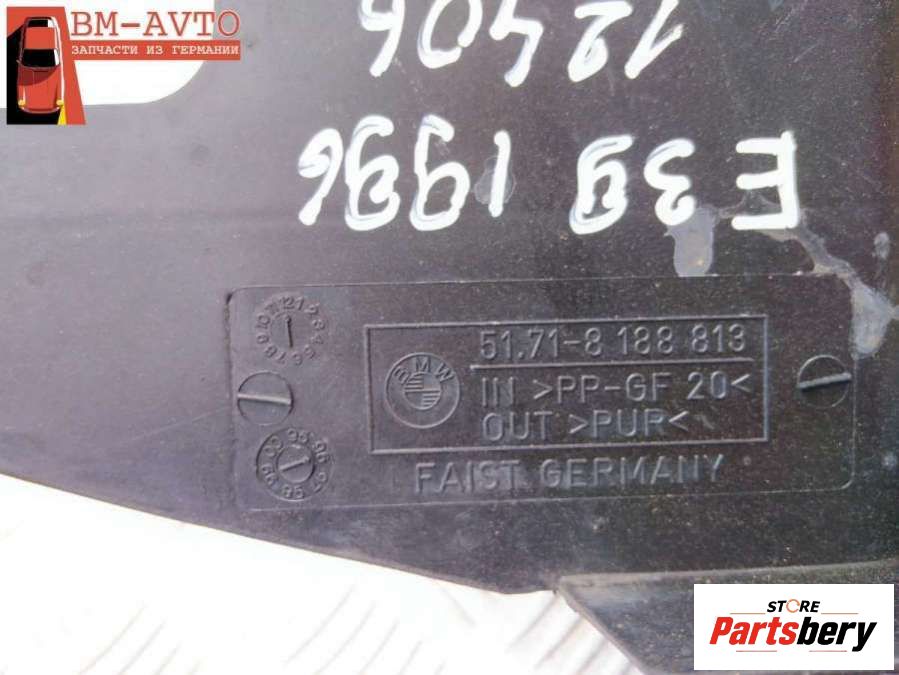 BM-AVTO
ЗАПЧАСТИ ИЗ ГЕРМАНИИ
12406
E39 1996
51.71-8 188 813
BMW
IN >PP-GF 20<
OUT >PUR<
FAIST GERMANY
STORE
Partsbery